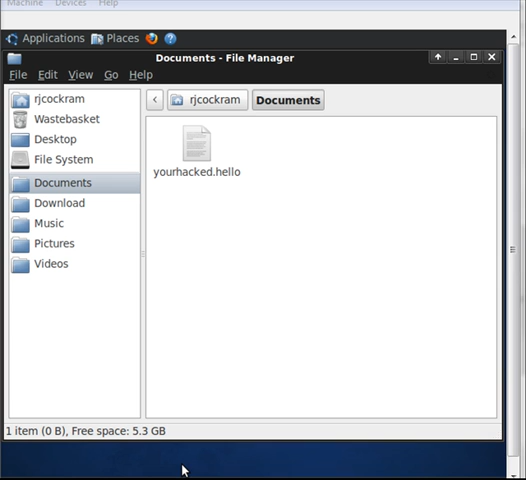 Machine Devices Help
Applications Places
Documents - File Manager
File Edit View Go Help
rjcockram
Wastebasket
Desktop
File System
Documents
Download
Music
Pictures
Videos
rjcockram Documents
yourhacked.hello
1 item (0 B), Free space: 5.3 GB